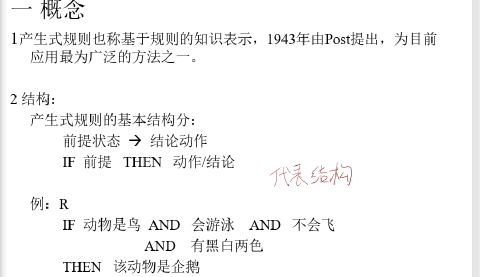 一 概念
1产生式规则也称基于规则的知识表示，1943年由Post提出，为目前
应用最为广泛的方法之一。
2 结构：
产生式规则的基本结构分：
前提状态 → 结论动作
IF 前提 THEN 动作/结论
代表结构
例：R
IF 动物是鸟 AND 会游泳 AND 不会飞
AND 有黑白两色
THEN 该动物是企鹅